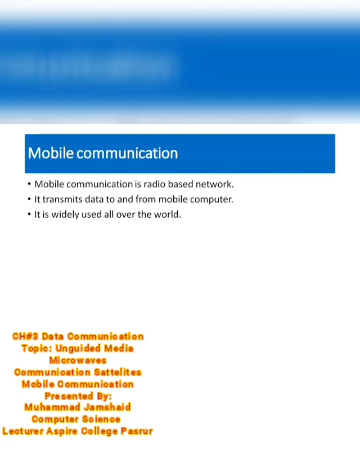 Mobile communication
• Mobile communication is radio based network.
• It transmits data to and from mobile computer.
• It is widely used all over the world.
CH#3 Data Communication
Topic: Unguided Media
Microwaves
Communication Sattelites
Mobile Communication
Presented By:
Muhammad Jamshaid
Computer Science
Lecturer Aspire College Pasrur